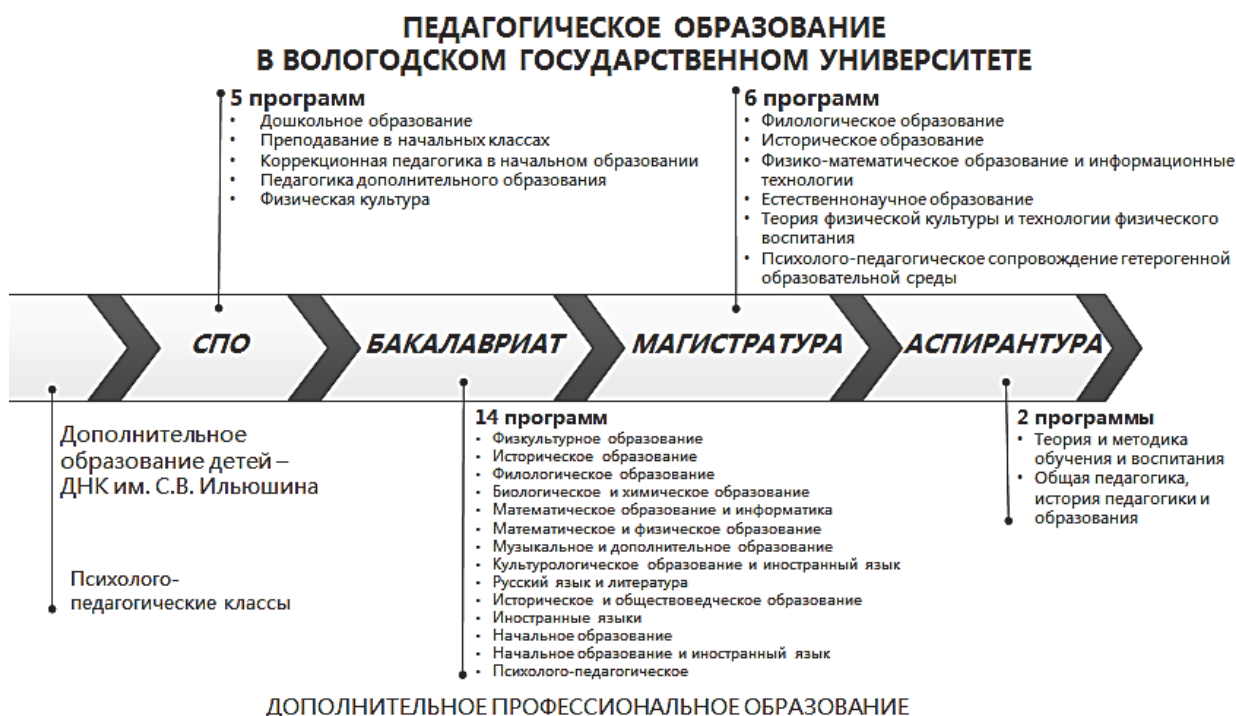 ПЕДАГОГИЧЕСКОЕ ОБРАЗОВАНИЕ
В ВОЛОГОДСКОМ ГОСУДАРСТВЕННОМ УНИВЕРСИТЕТЕ
5 программ
• Дошкольное образование
• Преподавание в начальных классах
• Коррекционная педагогика в начальном образовании
• Педагогика дополнительного образования
• Физическая культура
6 программ
• Филологическое образование
• Историческое образование
• Физико-математическое образование и информационные
технологии
• Естественнонаучное образование
• Теория физической культуры и технологии физического
воспитания
• Психолого-педагогическое сопровождение гетерогенной
образовательной среды
СПО
БАКАЛАВРИАТ
МАГИСТРАТУРА
АСПИРАНТУРА
Дополнительное
образование детей –
ДНК им. С.В. Ильюшина
Психолого-
педагогические классы
14 программ
• Физкультурное образование
• Историческое образование
• Филологическое образование
• Биологическое и химическое образование
• Математическое образование и информатика
• Математическое и физическое образование
• Музыкальное и дополнительное образование
• Культурологическое образование и иностранный язык
• Русский язык и литература
• Историческое и обществоведческое образование
• Иностранные языки
• Начальное образование
• Начальное образование и иностранный язык
• Психолого-педагогическое
2 программы
• Теория и методика
обучения и воспитания
• Общая педагогика,
история педагогики и
образования
ДОПОЛНИТЕЛЬНОЕ ПРОФЕССИОНАЛЬНОЕ ОБРАЗОВАНИЕ